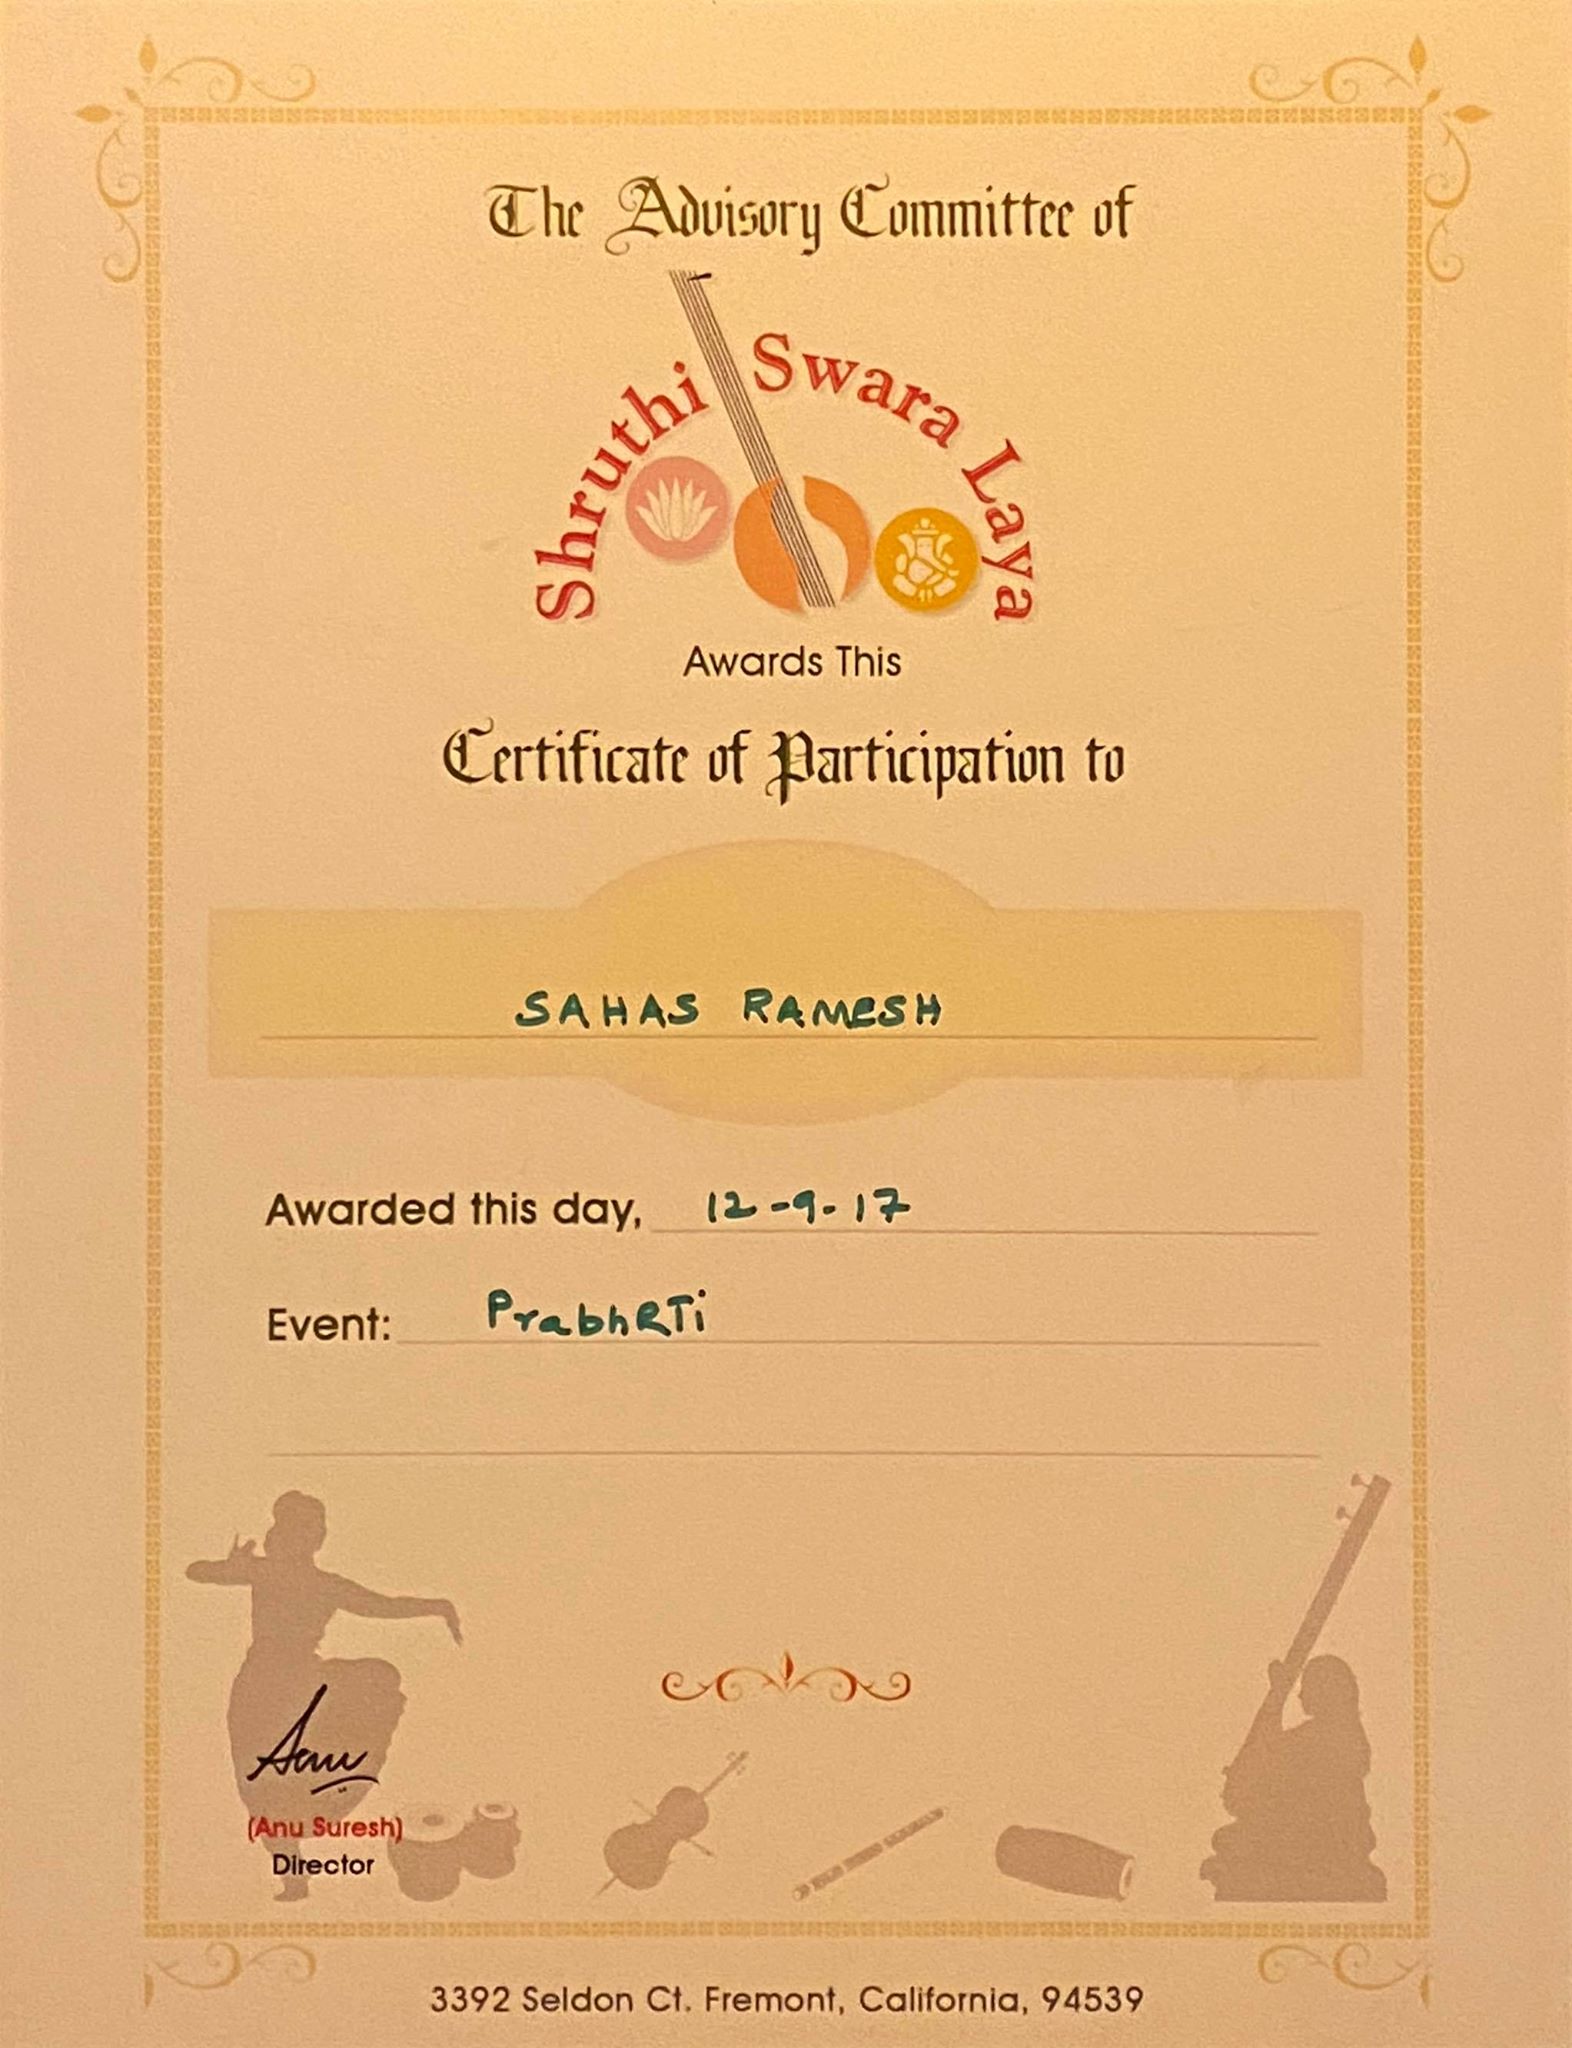 The Advisory Committee of
Shruthi Swara Laya
Awards This
Certificate of Participation to
SAHAS RAMESH
Awarded this day, 12-9-17
Event: PrabhRTi
(Anu Suresh)
Director
3392 Seldon Ct. Fremont, California, 94539